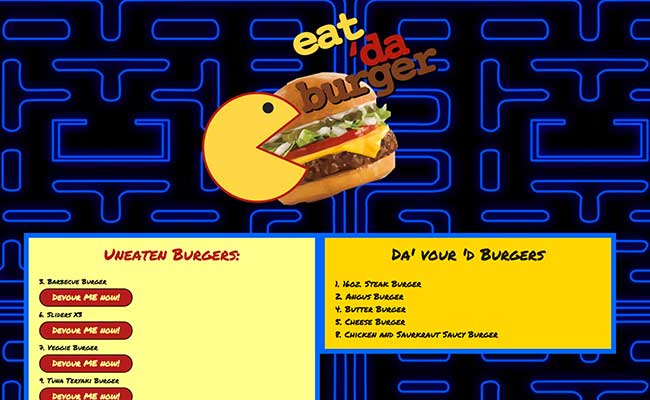 eat
'da
burger
Uneaten Burgers:
3. Barbecue Burger
Devour ME now!
6. Sliders X3
Devour ME now!
7. Veggie Burger
Devour ME now!
9. Tuna Teryaki Burger
Devour ME now!
Da' vour 'd Burgers
1. 16oz. Steak Burger
2. Angus Burger
4. Butter Burger
5. Cheese Burger
8. Chicken and Saurkraut Saucy Burger